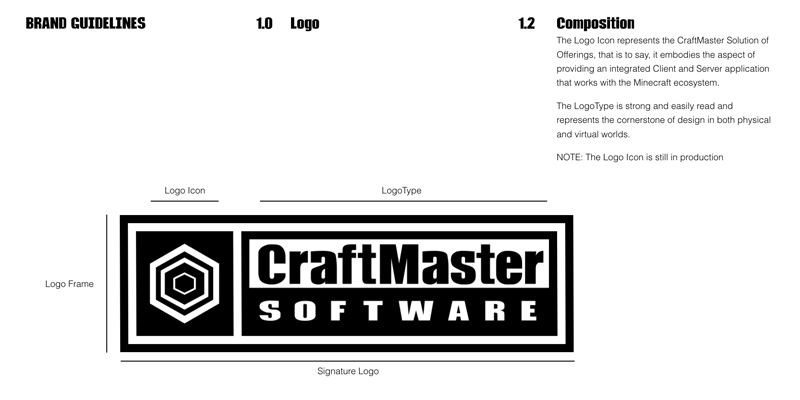 BRAND GUIDELINES
1.0 Logo
1.2 Composition
The Logo Icon represents the CraftMaster Solution of
Offerings, that is to say, it embodies the aspect of
providing an integrated Client and Server application
that works with the Minecraft ecosystem.
The LogoType is strong and easily read and
represents the cornerstone of design in both physical
and virtual worlds.
NOTE: The Logo Icon is still in production
Logo Icon
LogoType
Logo Frame
CraftMaster
SOFTWARE
Signature Logo